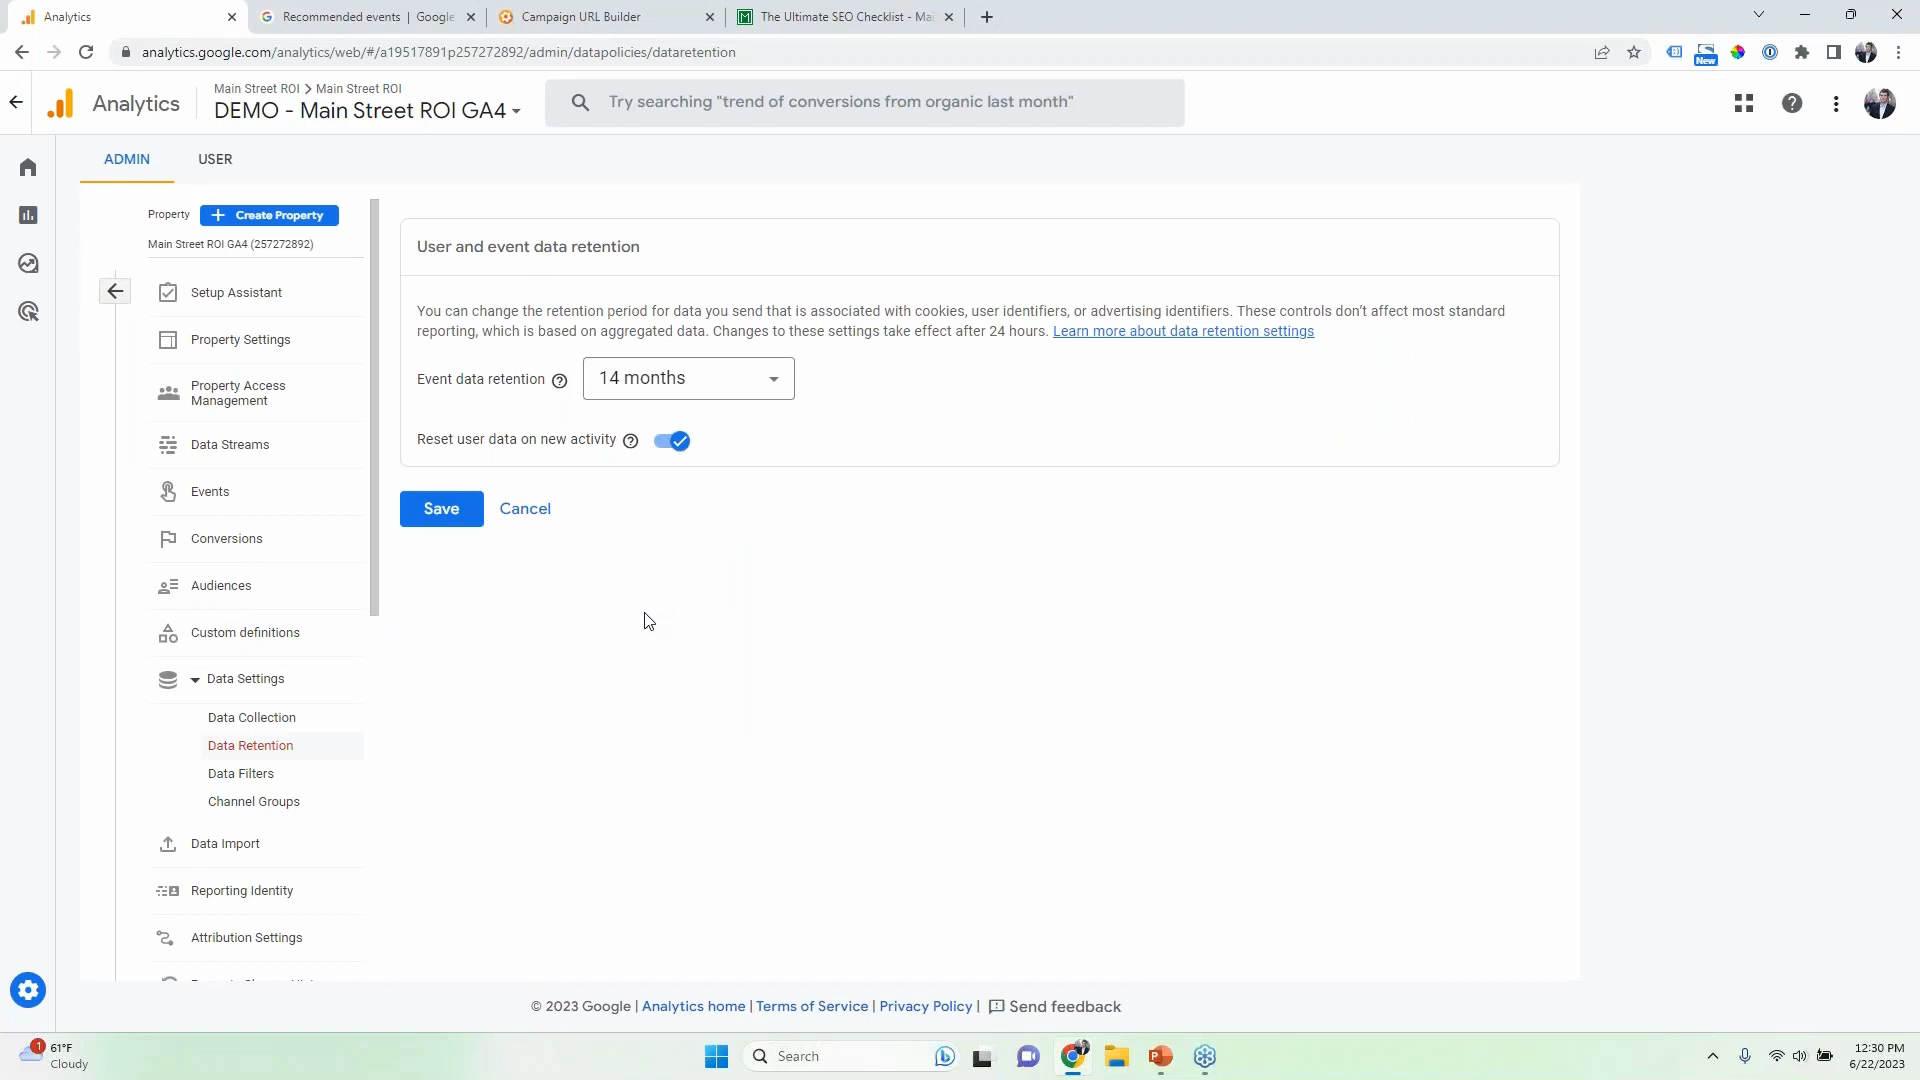 Analytics
Recommended events | Google
Campaign URL Builder
The Ultimate SEO Checklist - Mai
analytics.google.com/analytics/web/#/a19517891p257272892/admin/datapolicies/dataretention
New
Analytics
Main Street ROI > Main Street ROI
DEMO - Main Street ROI GA4
Try searching "trend of conversions from organic last month"
ADMIN
USER
Property
Create Property
Main Street ROI GA4 (257272892)
Setup Assistant
Property Settings
Property Access
Management
Data Streams
Events
Conversions
Audiences
Custom definitions
Data Settings
Data Collection
Data Retention
Data Filters
Channel Groups
Data Import
Reporting Identity
Attribution Settings
User and event data retention
You can change the retention period for data you send that is associated with cookies, user identifiers, or advertising identifiers. These controls don't affect most standard
reporting, which is based on aggregated data. Changes to these settings take effect after 24 hours. Learn more about data retention settings
Event data retention
14 months
Reset user data on new activity
Save
Cancel
© 2023 Google | Analytics home | Terms of Service | Privacy Policy | Send feedback
1
61°F
Cloudy
Search
12:30 PM
6/22/2023